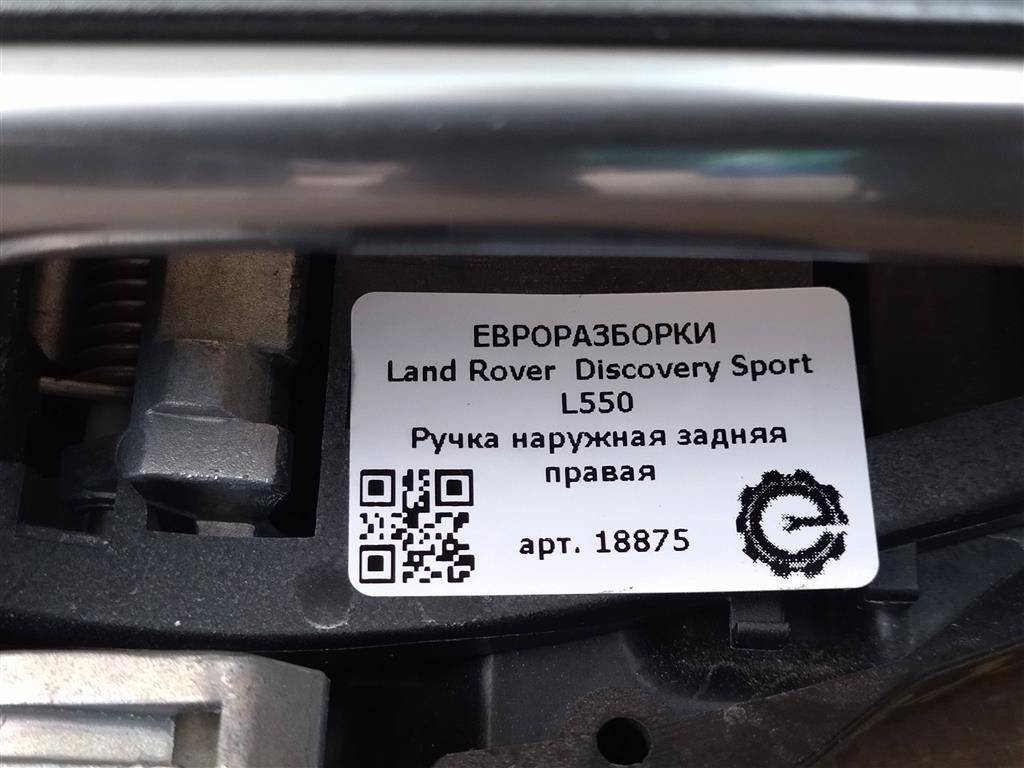 ЕВРОРАЗБОРКИ
Land Rover Discovery Sport
L550
Ручка наружная задняя
правая
арт. 18875